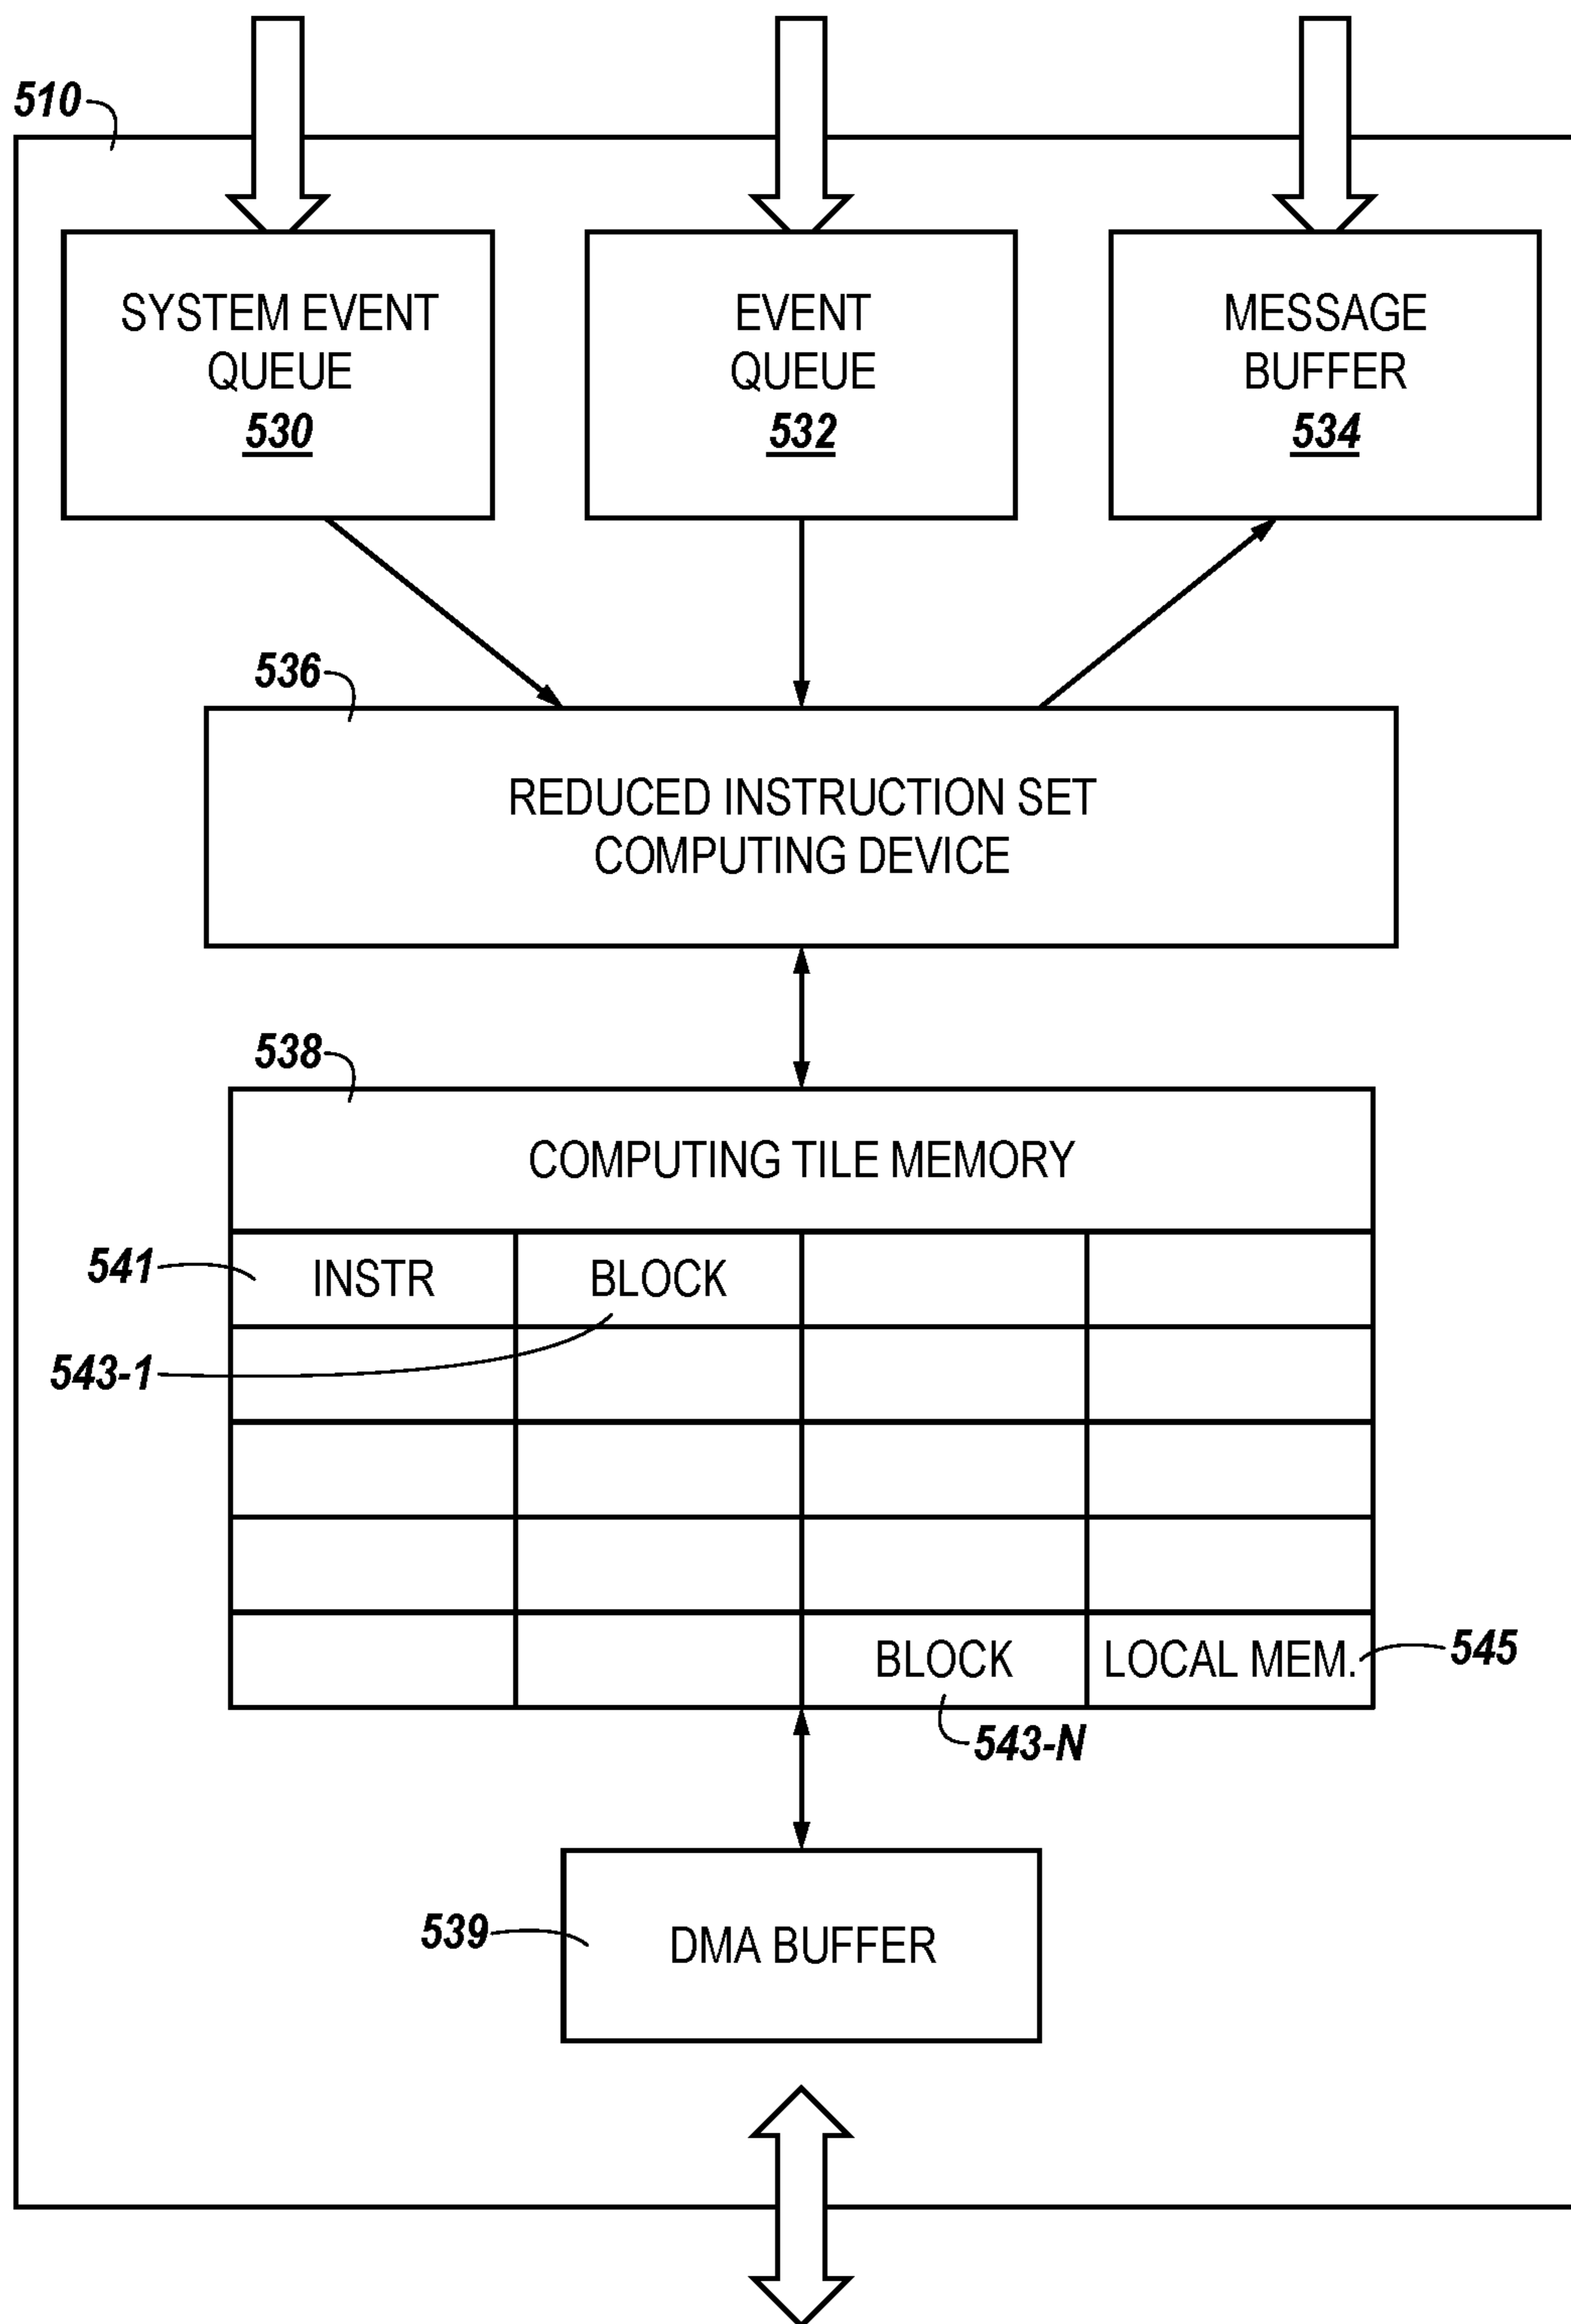 510
SYSTEM EVENT
QUEUE
530
EVENT
QUEUE
532
MESSAGE
BUFFER
534
536
REDUCED INSTRUCTION SET
COMPUTING DEVICE
538
COMPUTING TILE MEMORY
541
INSTR
BLOCK
543-1
BLOCK
LOCAL MEM.
545
543-N
539
DMA BUFFER